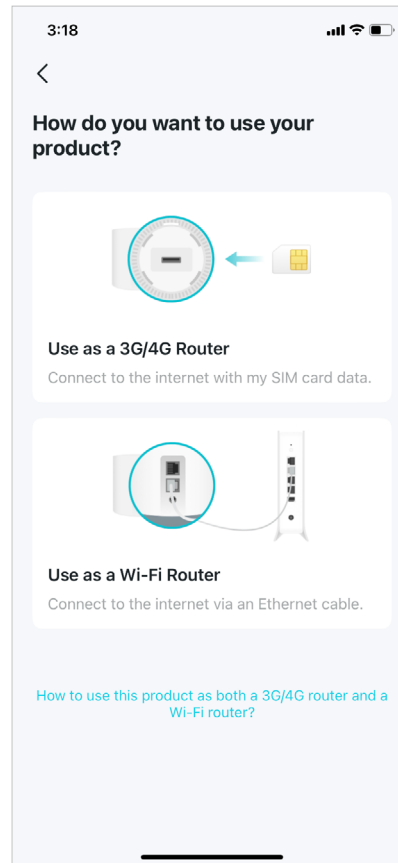 3:18
How do you want to use your
product?
Use as a 3G/4G Router
Connect to the internet with my SIM card data.
Use as a Wi-Fi Router
Connect to the internet via an Ethernet cable.
How to use this product as both a 3G/4G router and a
Wi-Fi router?